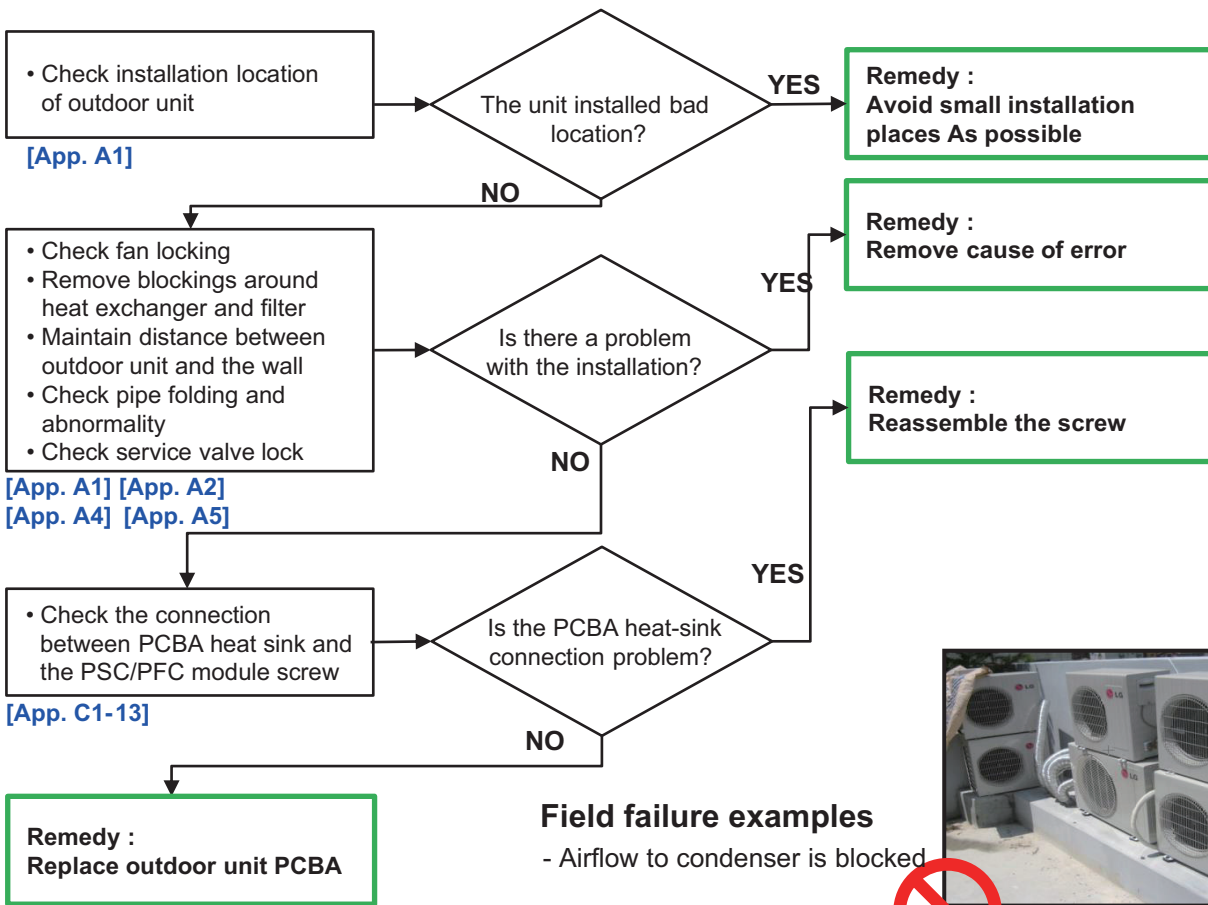 • Check installation location
of outdoor unit
[App. A1]
The unit installed bad
location?
YES
Remedy :
Avoid small installation
places As possible
NO
• Check fan locking
• Remove blockings around
heat exchanger and filter
• Maintain distance between
outdoor unit and the wall
• Check pipe folding and
abnormality
• Check service valve lock
[App. A1] [App. A2]
[App. A4] [App. A5]
Is there a problem
with the installation?
YES
Remedy :
Remove cause of error
NO
• Check the connection
between PCBA heat sink and
the PSC/PFC module screw
[App. C1-13]
Is the PCBA heat-sink
connection problem?
YES
Remedy :
Reassemble the screw
NO
Remedy :
Replace outdoor unit PCBA
Field failure examples
- Airflow to condenser is blocked
LG
LG
LG
LG